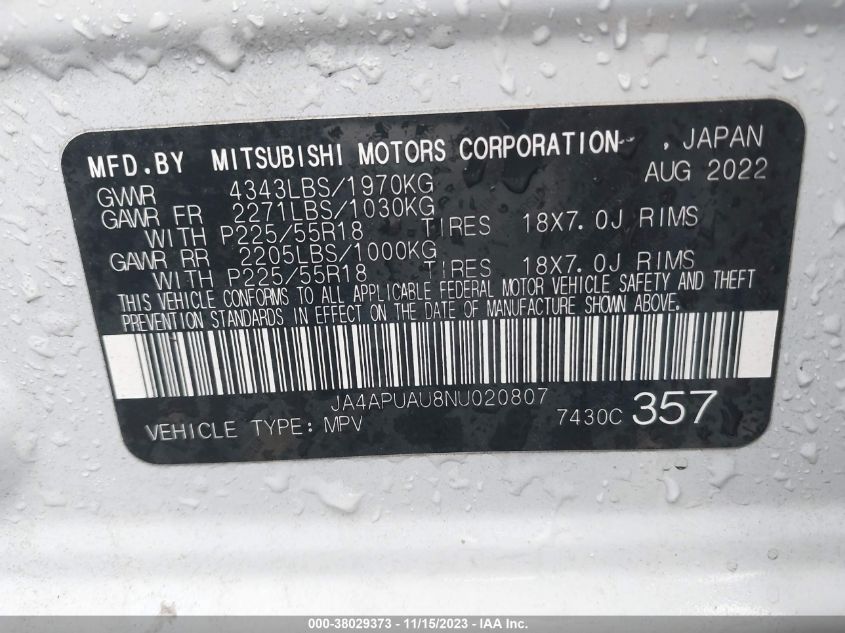 MFD.BY MITSUBISHI MOTORS CORPORATION , JAPAN
AUG 2022
GVWR 4343LBS/1970KG
GAWR FR 2271LBS/1030KG
WITH P225/55R18 TIRES 18X7.0J RIMS
GAWR RR 2205LBS/1000KG
WITH P225/55R18 TIRES 18X7.0J RIMS
THIS VEHICLE CONFORMS TO ALL APPLICABLE FEDERAL MOTOR VEHICLE SAFETY AND THEFT
PREVENTION STANDARDS IN EFFECT ON THE DATE OF MANUFACTURE SHOWN ABOVE.
JA4APUAU8NU020807
VEHICLE TYPE: MPV 7430C 357
000-38029373 - 11/15/2023 - IAA Inc.